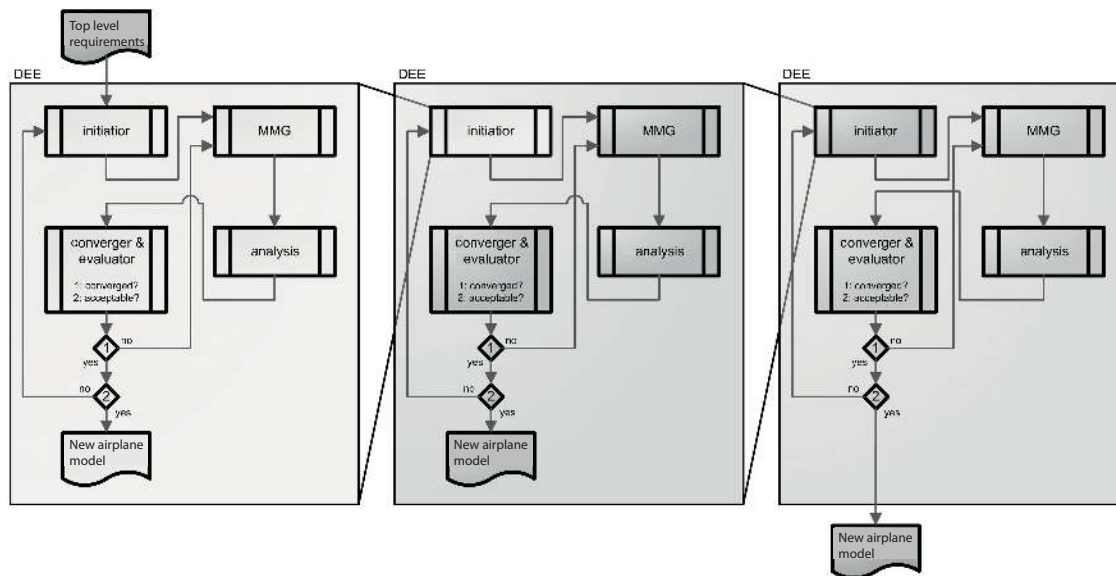 Top level
requirements
DEE
initiatior
MMG
converger &
evaluator
1: converged?
2: acceptable?
analysis
1
no
yes
no
2
yes
New airplane
model
DEE
initiator
MMG
converger &
evaluator
1: converged?
2: acceptable?
analysis
1
no
yes
no
2
yes
New airplane
model
DEE
initiator
MMG
converger &
evaluator
1: converged?
2: acceptable?
analysis
1
no
yes
no
2
yes
New airplane
model